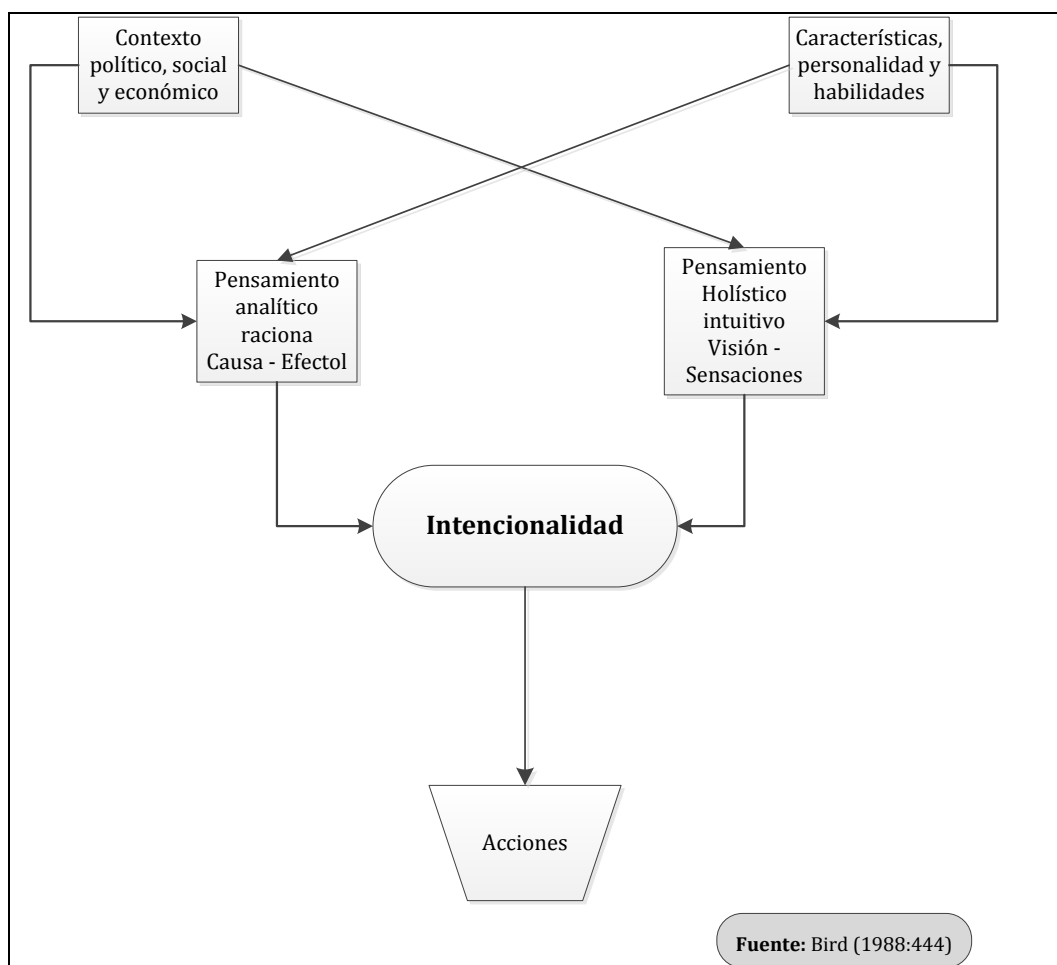 Contexto
político, social
y económico
Características,
personalidad y
habilidades
Pensamiento
analítico
raciona
Causa - Efectol
Pensamiento
Holístico
intuitivo
Visión -
Sensaciones
Intencionalidad
Acciones
Fuente: Bird (1988:444)